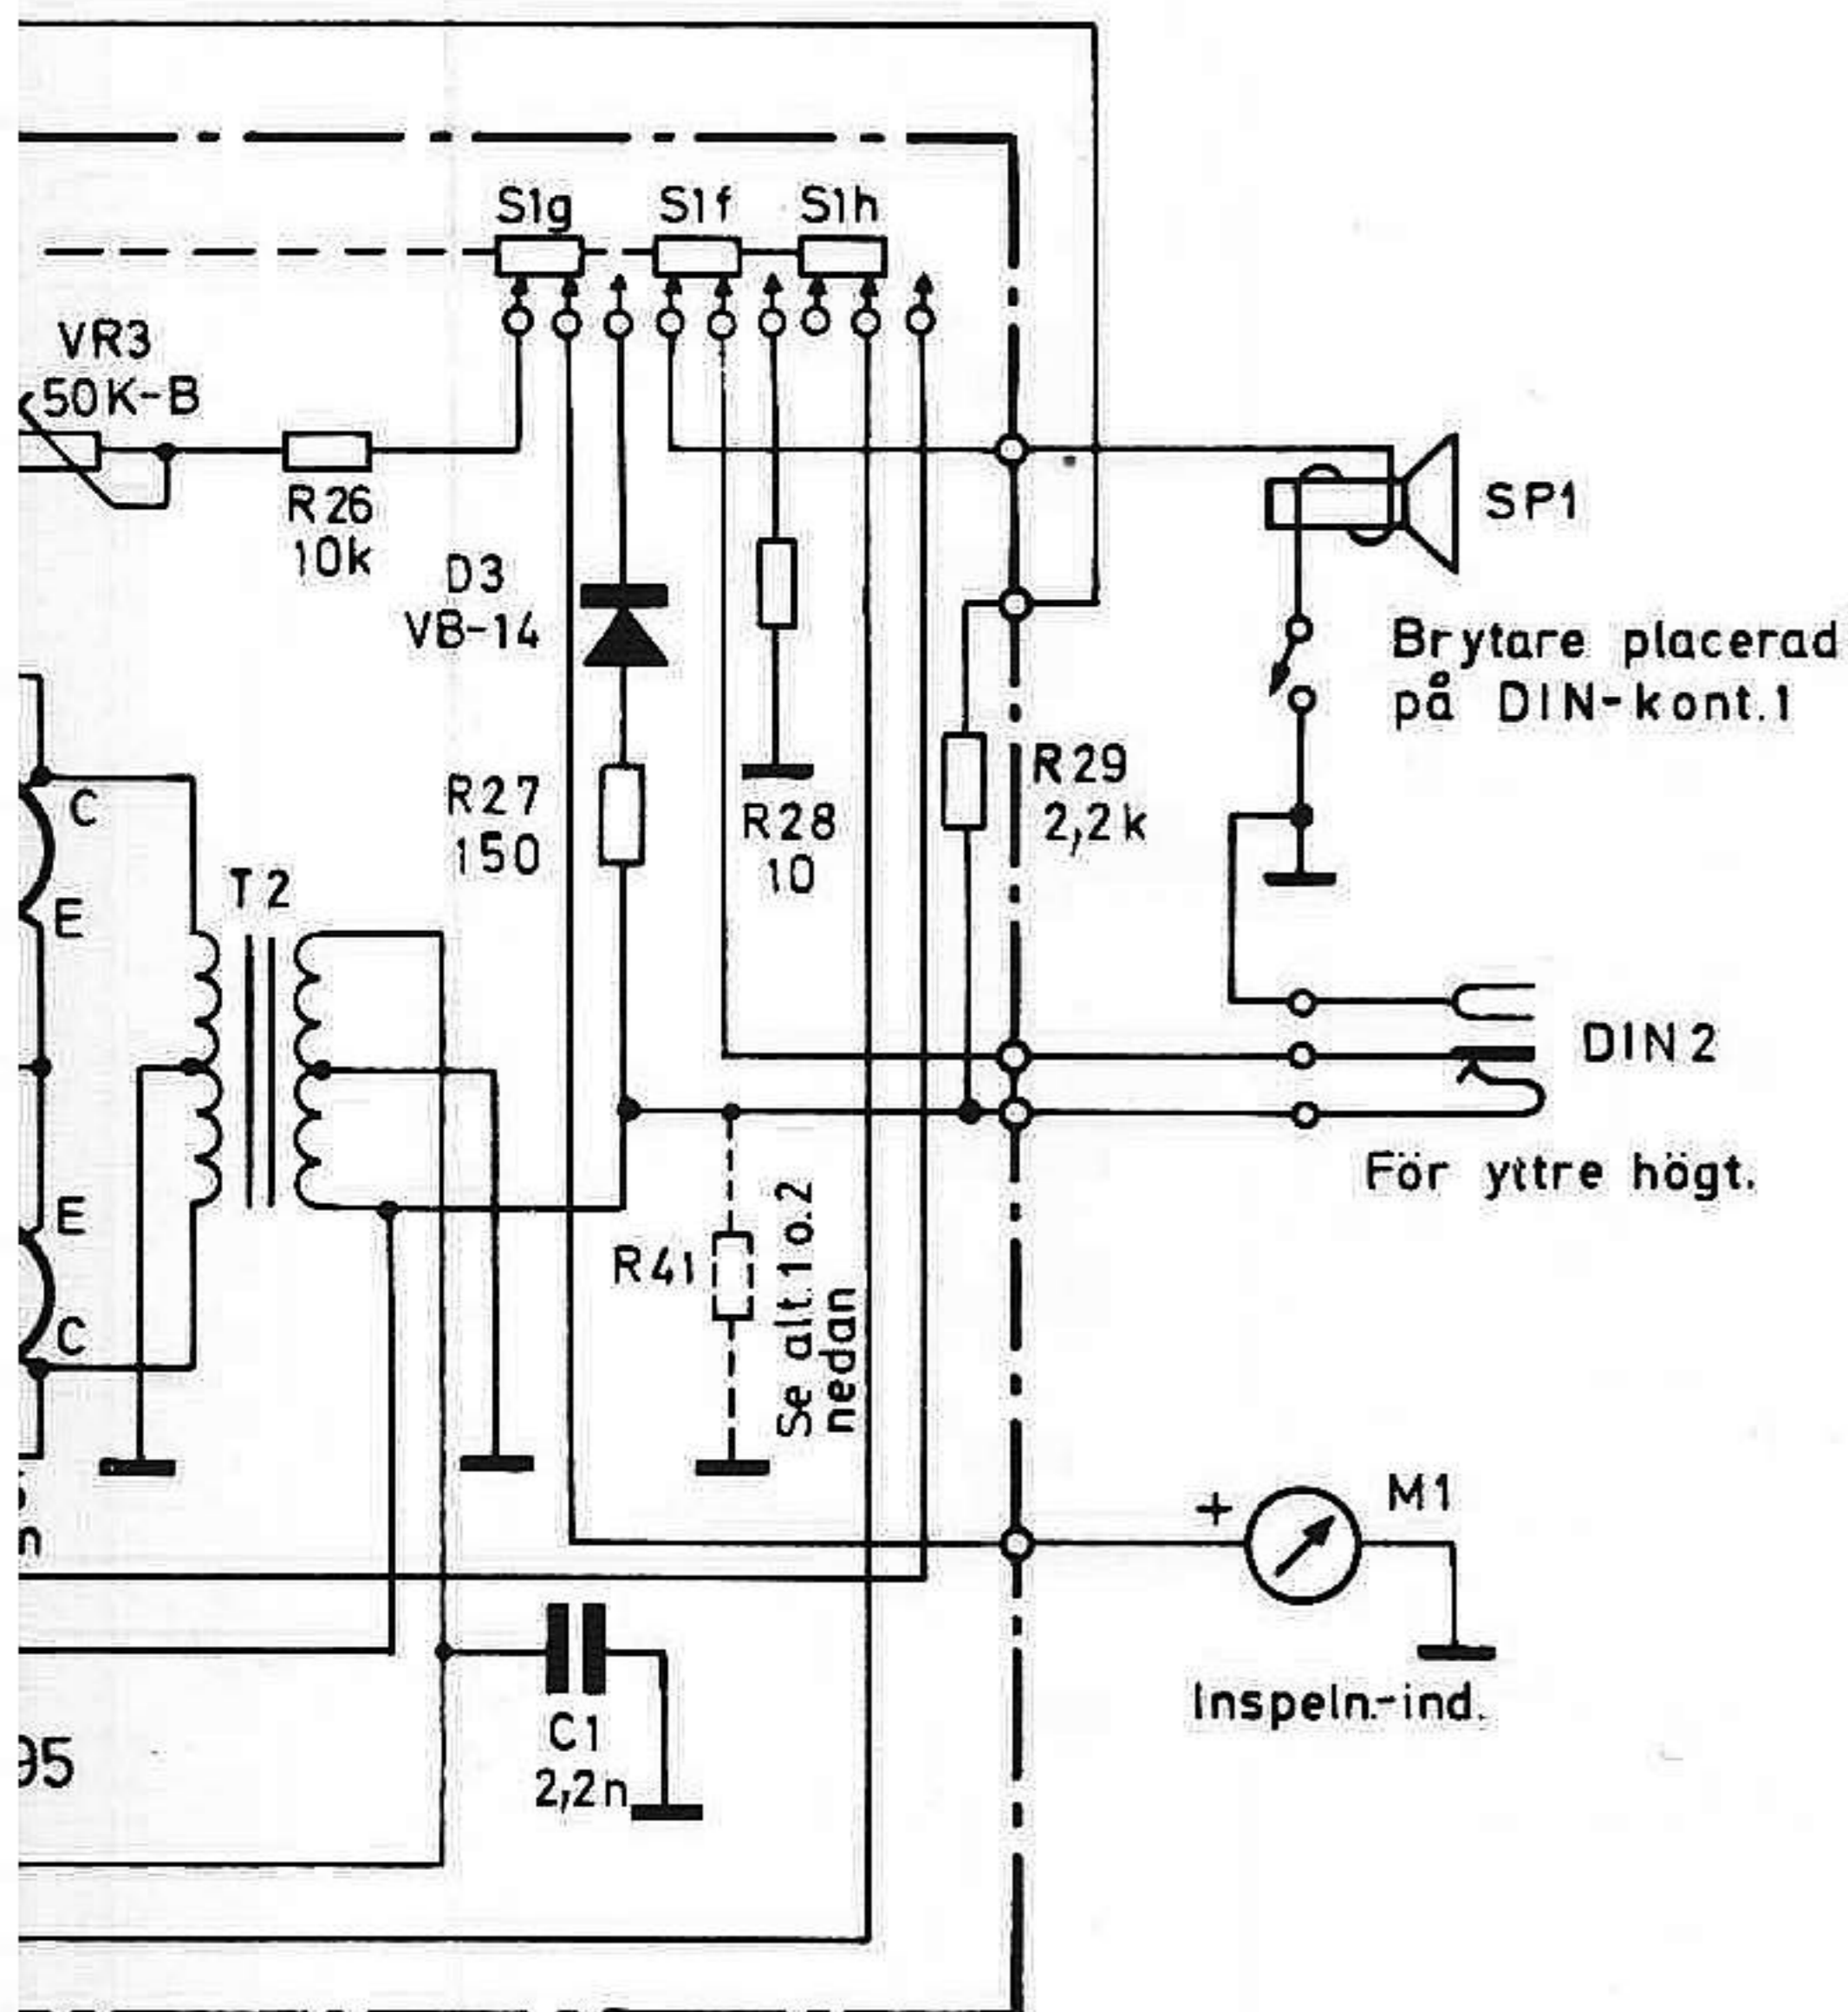 S1g S1f S1h
VR3
50K-B
R26
10k
D3
VB-14
SP1
Brytare placerad
på DIN-kont.1
C
R27
150
R28
10
R29
2,2k
T2
E
DIN2
För yttre högt.
E
R41
Se alt.1 o.2
nedan
C
+
M1
n
Inspeln.-ind.
C1
2,2n
95